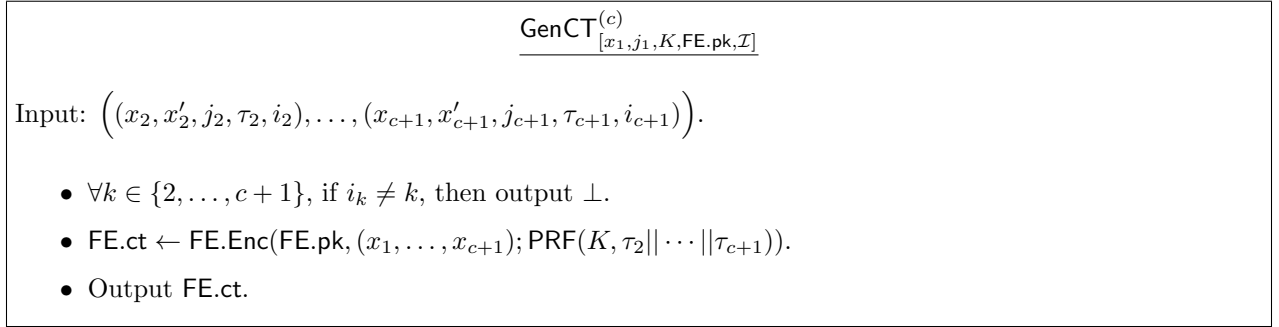 GenCT^{(c)}_{[x_1,j_1,K,FE.pk,\mathcal{I}]}
Input: ((x_2, x'_2, j_2, τ_2, i_2), . . . , (x_{c+1}, x'_{c+1}, j_{c+1}, τ_{c+1}, i_{c+1})).
• ∀k ∈ {2, . . . , c + 1}, if i_k ≠ k, then output ⊥.
• FE.ct ← FE.Enc(FE.pk, (x_1, . . . , x_{c+1}); PRF(K, τ_2|| · · · ||τ_{c+1})).
• Output FE.ct.